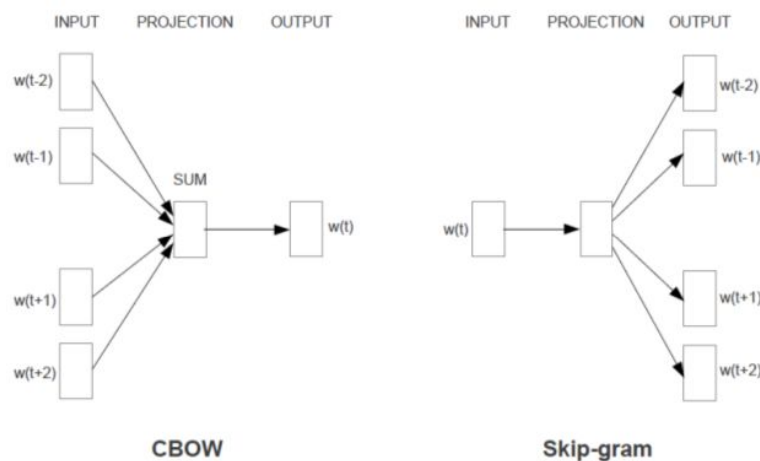 INPUT PROJECTION OUTPUT
w(t-2)
w(t-1)
SUM
w(t)
w(t+1)
w(t+2)
CBOW
INPUT PROJECTION OUTPUT
w(t-2)
w(t-1)
w(t)
w(t+1)
w(t+2)
Skip-gram